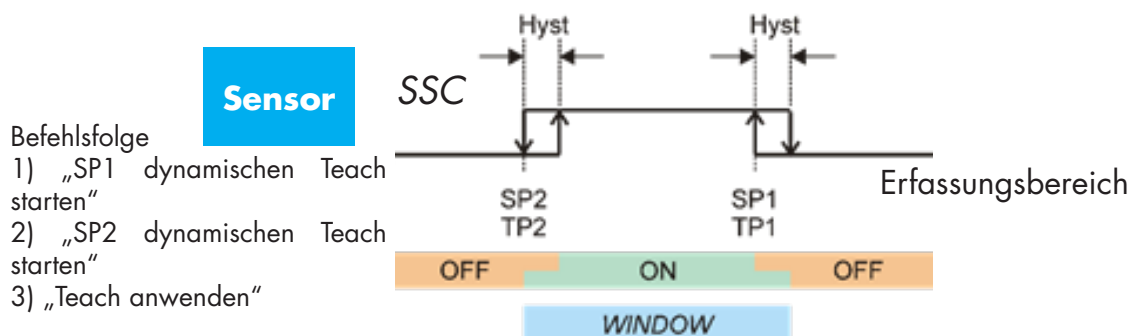 Hyst Hyst
Sensor
SSC
Befehlsfolge
1) „SP1 dynamischen Teach
starten“
2) „SP2 dynamischen Teach
starten“
3) „Teach anwenden“
SP2 SP1
TP2 TP1
Erfassungsbereich
OFF ON OFF
WINDOW